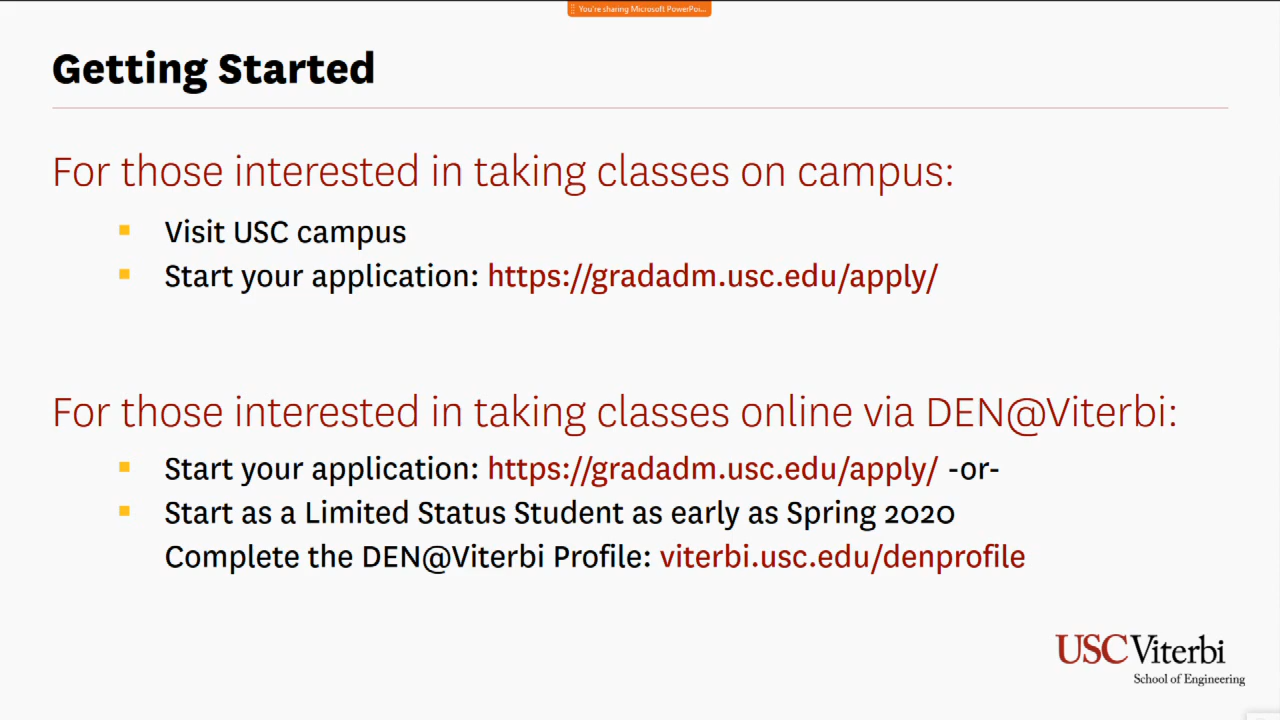 You're sharing Microsoft PowerPoi...
Getting Started
For those interested in taking classes on campus:
Visit USC campus
Start your application: https://gradadm.usc.edu/apply/
For those interested in taking classes online via DEN@Viterbi:
Start your application: https://gradadm.usc.edu/apply/ -or-
Start as a Limited Status Student as early as Spring 2020
Complete the DEN@Viterbi Profile: viterbi.usc.edu/denprofile
USC Viterbi
School of Engineering